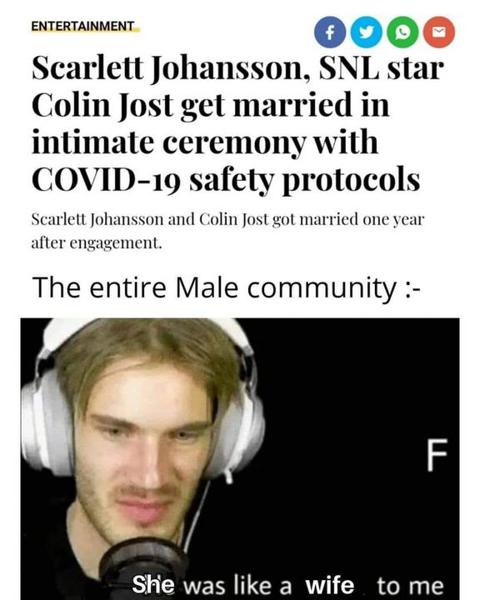 ENTERTAINMENT
f
Scarlett Johansson, SNL star
Colin Jost get married in
intimate ceremony with
COVID-19 safety protocols
Scarlett Johansson and Colin Jost got married one year
after engagement.
The entire Male community :-
F
She was like a wife to me